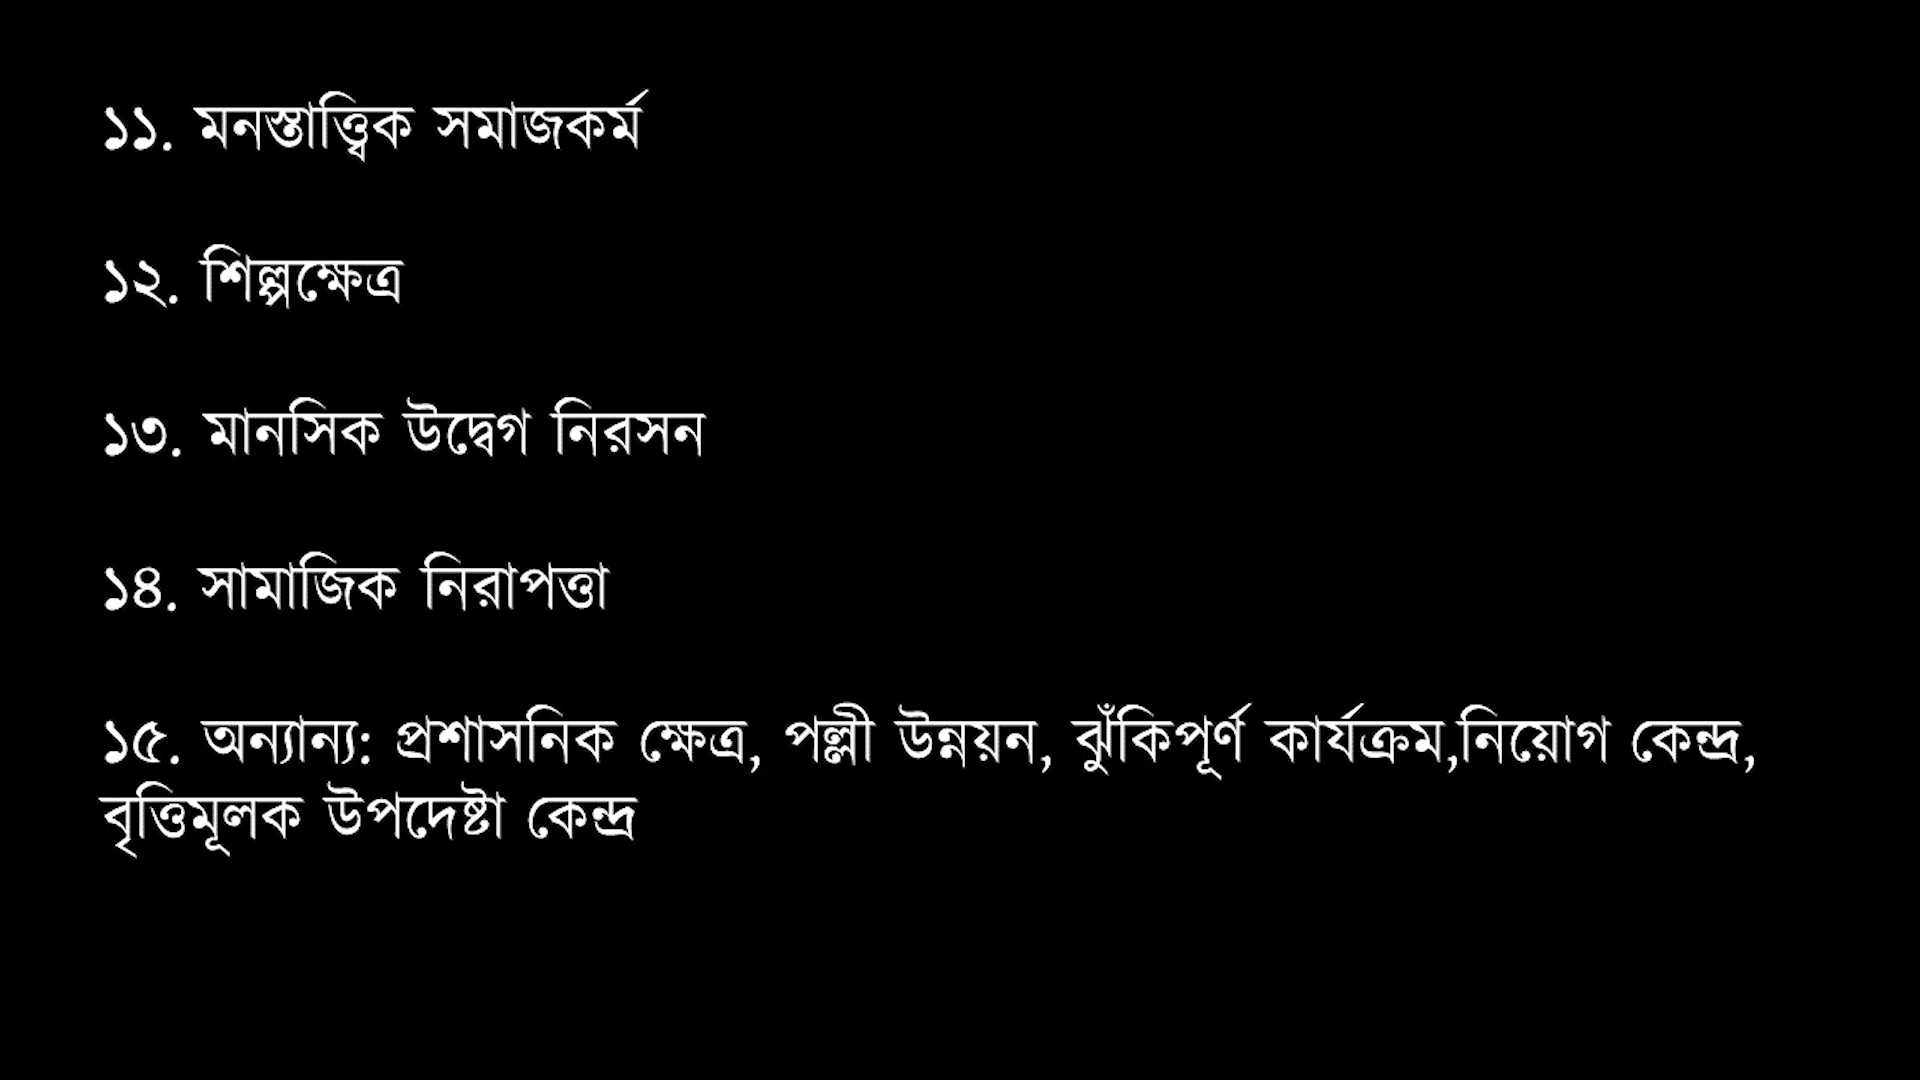 ১১. মনস্তাত্ত্বিক সমাজকর্ম
১২. শিল্পক্ষেত্র
১৩. মানসিক উদ্বেগ নিরসন
১৪. সামাজিক নিরাপত্তা
১৫. অন্যান্য: প্রশাসনিক ক্ষেত্র, পল্লী উন্নয়ন, ঝুঁকিপূর্ণ কার্যক্রম,নিয়োগ কেন্দ্র,
বৃত্তিমূলক উপদেষ্টা কেন্দ্র